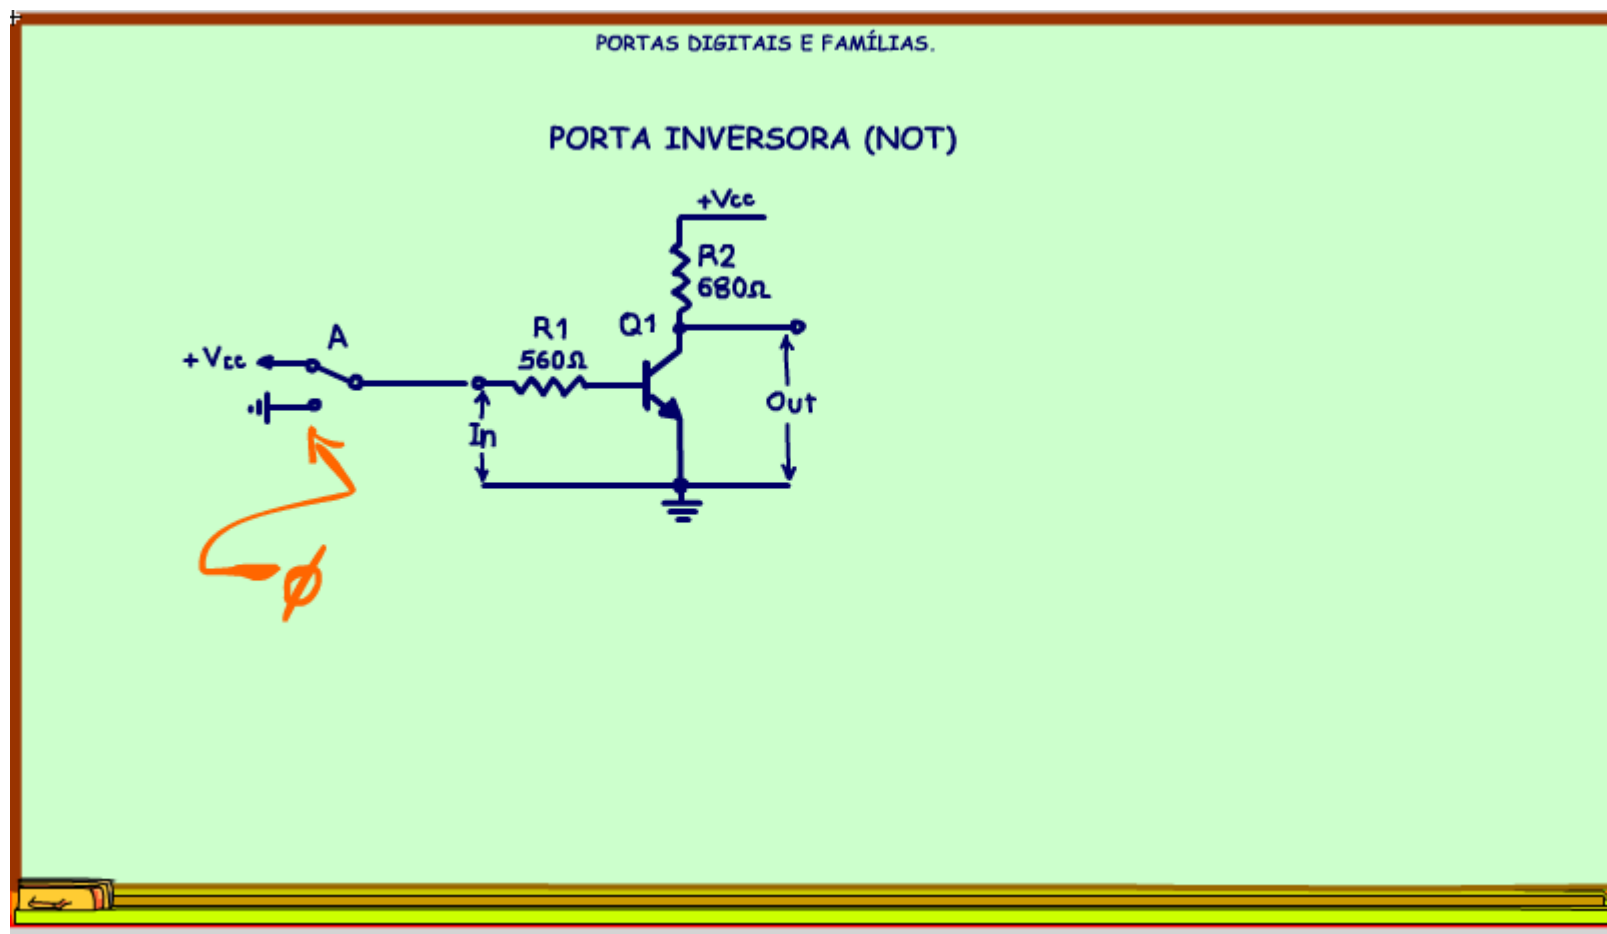 PORTAS DIGITAIS E FAMÍLIAS.
PORTA INVERSORA (NOT)
+Vcc
R2
680Ω
Q1
R1
560Ω
A
+Vcc
In
Out
Ø